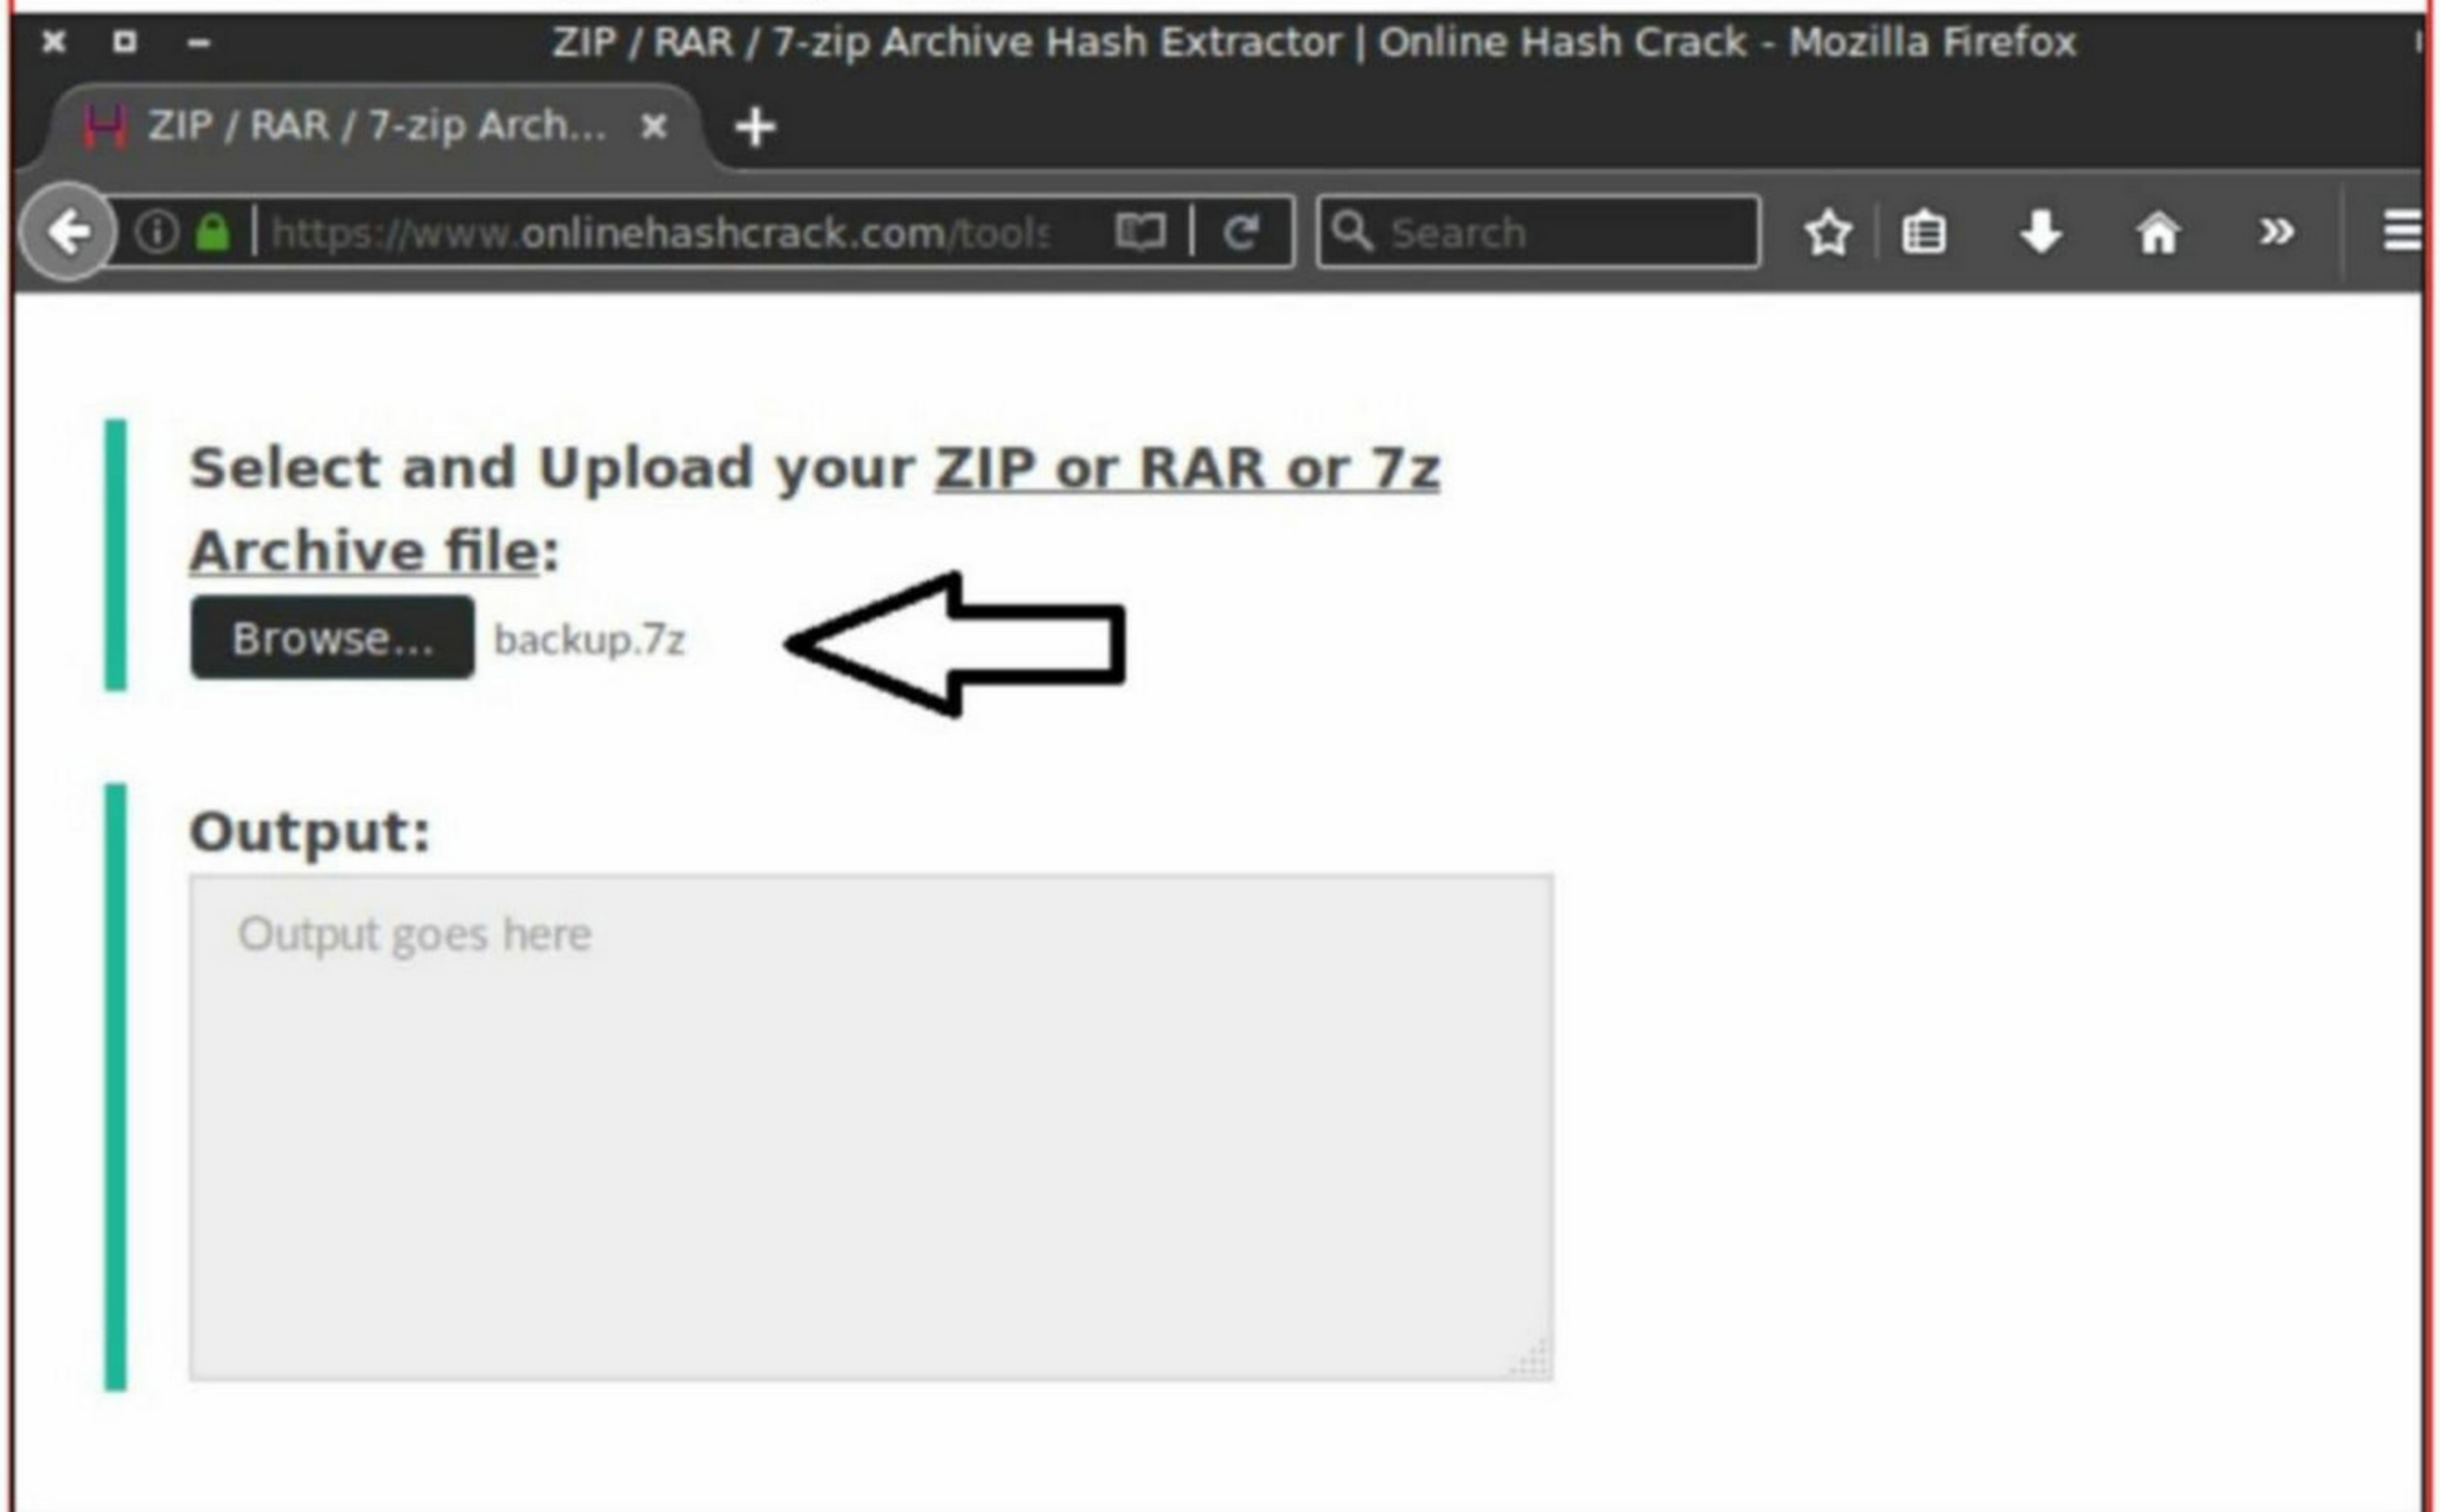 ZIP / RAR / 7-zip Archive Hash Extractor | Online Hash Crack - Mozilla Firefox
ZIP / RAR / 7-zip Arch...
https://www.onlinehashcrack.com/tools
Search
Select and Upload your ZIP or RAR or 7z
Archive file:
Browse... backup.7z
Output:
Output goes here